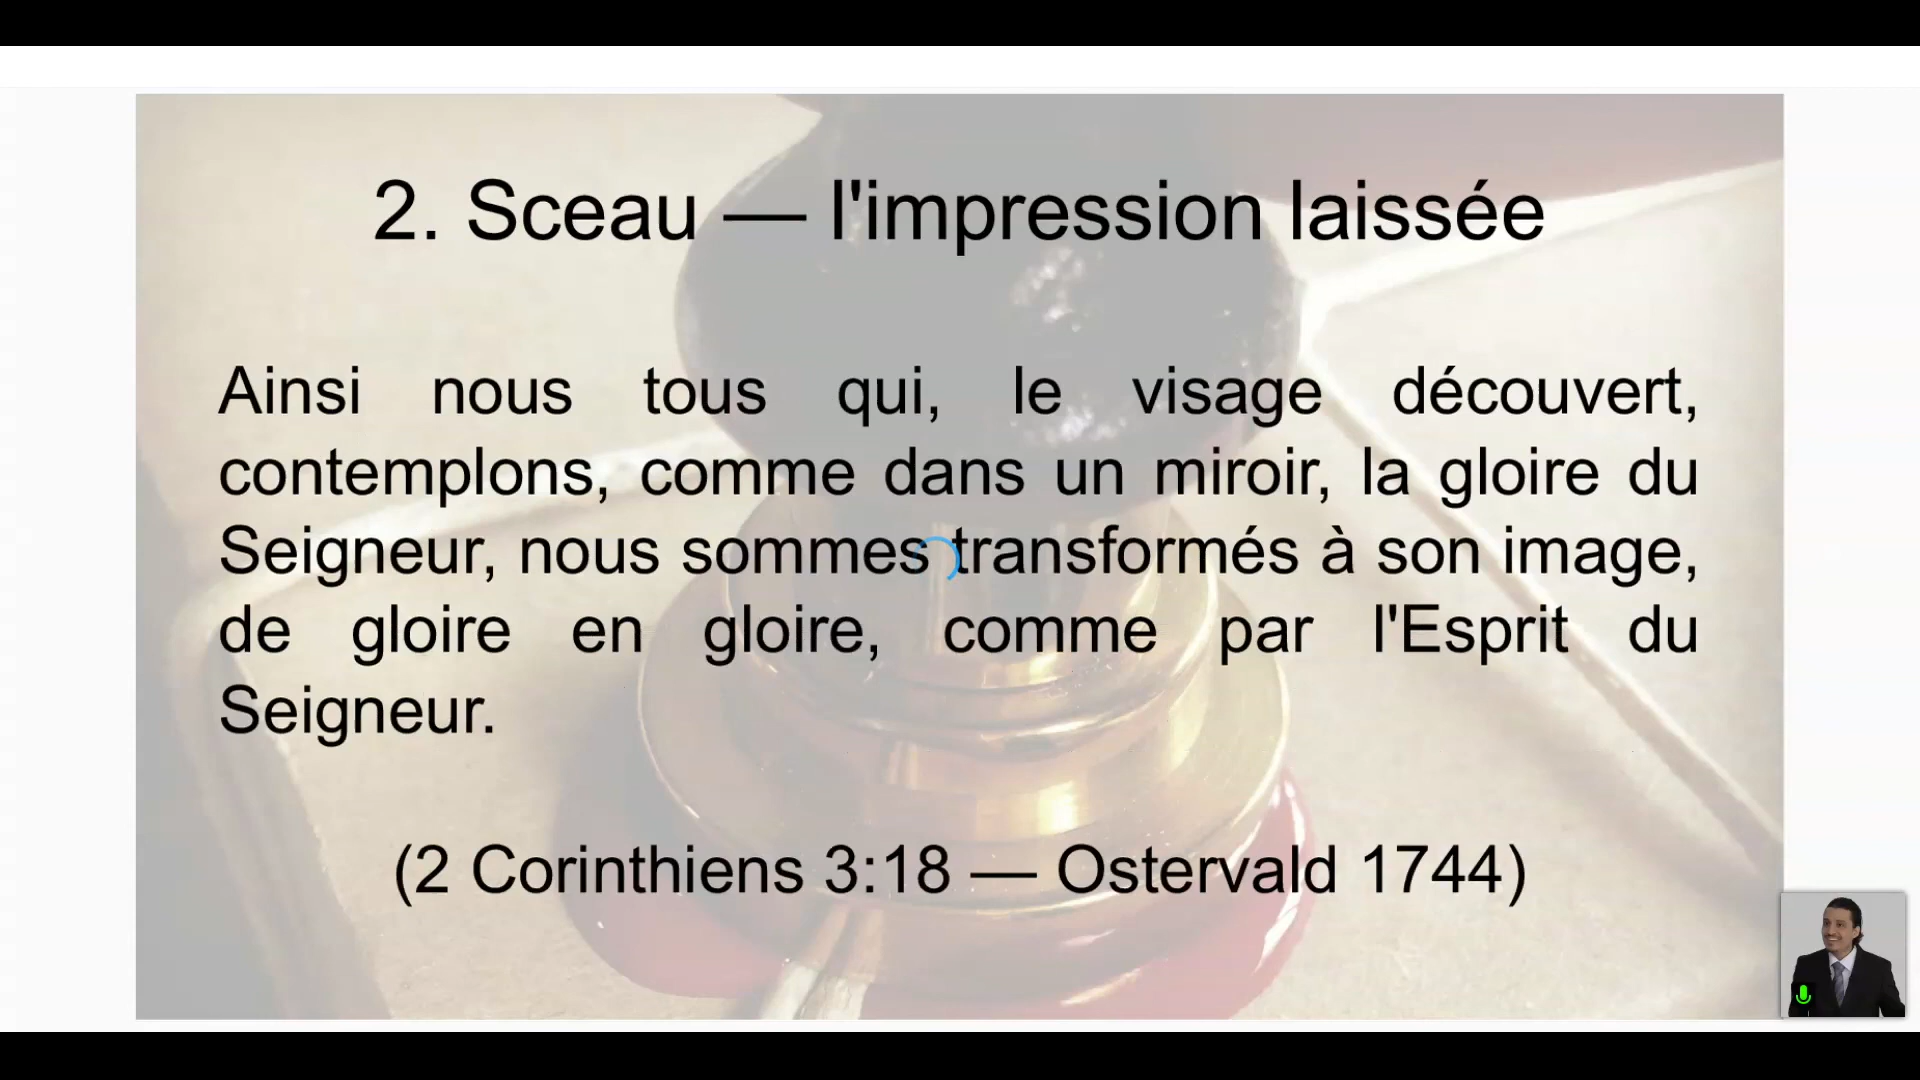 2. Sceau — l'impression laissée
Ainsi nous tous qui, le visage découvert,
contemplons, comme dans un miroir, la gloire du
Seigneur, nous sommes transformés à son image,
de gloire en gloire, comme par l'Esprit du
Seigneur.
(2 Corinthiens 3:18 — Ostervald 1744)